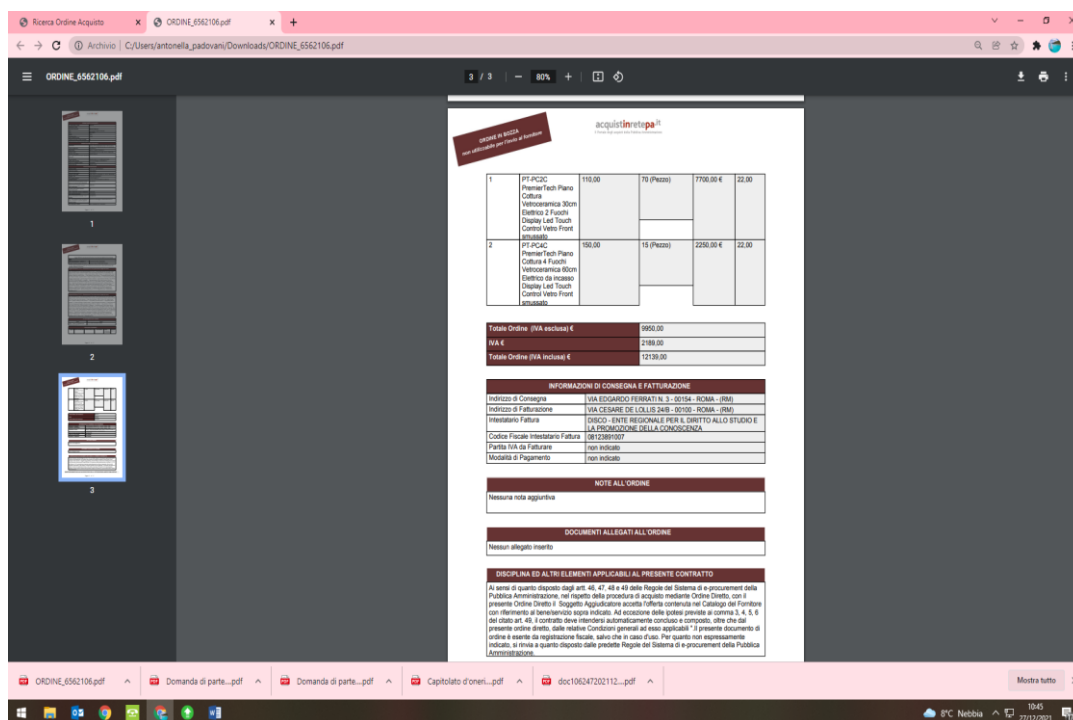 Ricerca Ordine Acquisto
ORDINE_6562106.pdf
Archivio | C:/Users/antonella_padovani/Downloads/ORDINE_6562106.pdf
ORDINE_6562106.pdf
3 / 3
80%
1
2
3
ORDINE IN BOZZA
non utilizzabile per l'invio al fornitore
acquistinretepa.it
1 PT-PC2C 110,00 70 (Pezzo) 7700,00 € 22,00
PremierTech Piano
Cottura
Vetroceramica 30cm
Elettrico 2 Fuochi
Display Led Touch
Control Vetro Front
smussato
2 PT-PC4C 150,00 15 (Pezzo) 2250,00 € 22,00
PremierTech Piano
Cottura 4 Fuochi
Vetroceramica 60cm
Elettrico da incasso
Display Led Touch
Control Vetro Front
smussato
Totale Ordine (IVA esclusa) € 9950,00
IVA € 2189,00
Totale Ordine (IVA inclusa) € 12139,00
INFORMAZIONI DI CONSEGNA E FATTURAZIONE
Indirizzo di Consegna VIA EDGARDO FERRATI N. 3 - 00154 - ROMA - (RM)
Indirizzo di Fatturazione VIA CESARE DE LOLLIS 24/B - 00100 - ROMA - (RM)
Intestatario Fattura DISCO - ENTE REGIONALE PER IL DIRITTO ALLO STUDIO E
LA PROMOZIONE DELLA CONOSCENZA
Codice Fiscale Intestatario Fattura 08123891007
Partita IVA da Fatturare non indicato
Modalità di Pagamento non indicato
NOTE ALL'ORDINE
Nessuna nota aggiuntiva
DOCUMENTI ALLEGATI ALL'ORDINE
Nessun allegato inserito
DISCIPLINA ED ALTRI ELEMENTI APPLICABILI AL PRESENTE CONTRATTO
Ai sensi di quanto disposto dagli artt. 46, 47, 48 e 49 delle Regole del Sistema di e-procurement della
Pubblica Amministrazione, nel rispetto della procedura di acquisto mediante Ordine Diretto, con il
presente Ordine Diretto il Soggetto Aggiudicatore accetta l'offerta contenuta nel Catalogo del Fornitore
con riferimento al bene/servizio sopra indicato. Ad eccezione delle ipotesi previste ai comma 3, 4, 5, 6
del citato art. 49, il contratto deve intendersi automaticamente concluso e composto, oltre che dal
presente ordine diretto, dalle relative Condizioni generali ad esso applicabili ".Il presente documento di
ordine è esente da registrazione fiscale, salvo che in caso d'uso. Per quanto non espressamente
indicato, si rinvia a quanto disposto dalle predette Regole del Sistema di e-procurement della Pubblica
Amministrazione.
ORDINE_6562106.pdf
Domanda di parte....pdf
Domanda di parte....pdf
Capitolato d'oneri....pdf
doc106247202112....pdf
Mostra tutto
8°C Nebbia
10:45
27/12/2021